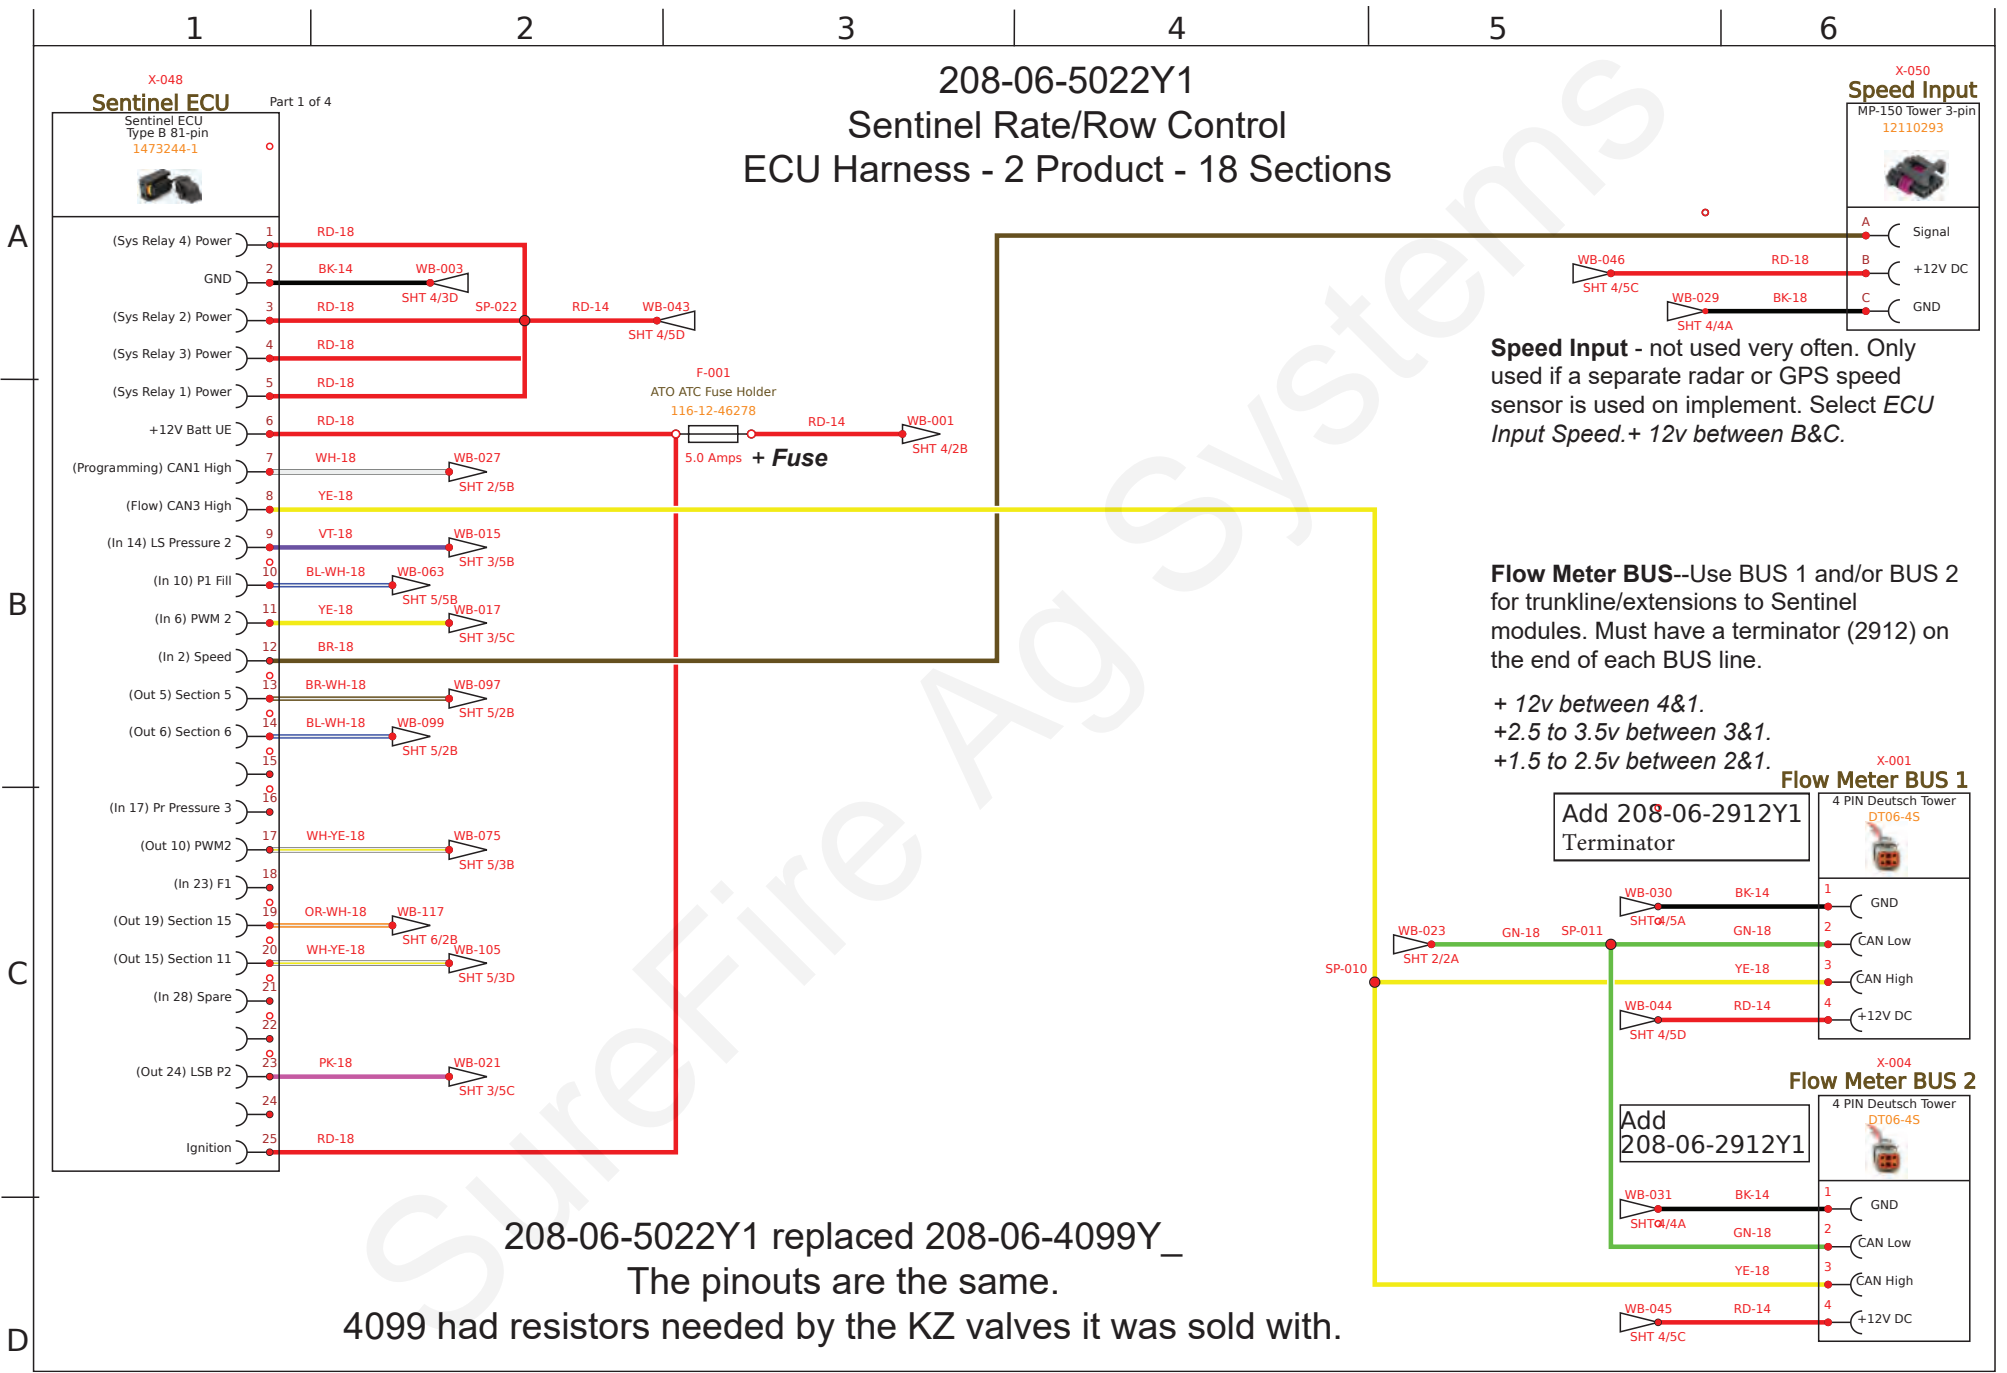 1 2 3 4 5 6
A
B
C
D
208-06-5022Y1
Sentinel Rate/Row Control
ECU Harness - 2 Product - 18 Sections
X-048
Sentinel ECU
Part 1 of 4
Sentinel ECU
Type B 81-pin
1473244-1
(Sys Relay 4) Power 1 RD-18
GND 2 BK-14 WB-003
SHT 4/3D
(Sys Relay 2) Power 3 RD-18 SP-022 RD-14 WB-043
SHT 4/5D
(Sys Relay 3) Power 4 RD-18
(Sys Relay 1) Power 5 RD-18
F-001
ATO ATC Fuse Holder
116-12-46278
+12V Batt UE 6 RD-18 RD-14 WB-001
SHT 4/2B
5.0 Amps + Fuse
(Programming) CAN1 High 7 WH-18 WB-027
SHT 2/5B
(Flow) CAN3 High 8 YE-18
(In 14) LS Pressure 2 9 VT-18 WB-015
SHT 3/5B
(In 10) P1 Fill 10 BL-WH-18 WB-063
SHT 5/5B
(In 6) PWM 2 11 YE-18 WB-017
SHT 3/5C
(In 2) Speed 12 BR-18
(Out 5) Section 5 13 BR-WH-18 WB-097
SHT 5/2B
(Out 6) Section 6 14 BL-WH-18 WB-099
SHT 5/2B
15
(In 17) Pr Pressure 3 16
(Out 10) PWM2 17 WH-YE-18 WB-075
SHT 5/3B
(In 23) F1 18
(Out 19) Section 15 19 OR-WH-18 WB-117
SHT 6/2B
(Out 15) Section 11 20 WH-YE-18 WB-105
SHT 5/3D
(In 28) Spare 21
22
(Out 24) LSB P2 23 PK-18 WB-021
SHT 3/5C
24
Ignition 25 RD-18
X-050
Speed Input
MP-150 Tower 3-pin
12110293
A Signal
WB-046 RD-18 B +12V DC
SHT 4/5C
WB-029 BK-18 C GND
SHT 4/4A
Speed Input - not used very often. Only
used if a separate radar or GPS speed
sensor is used on implement. Select ECU
Input Speed.+ 12v between B&C.
Flow Meter BUS--Use BUS 1 and/or BUS 2
for trunkline/extensions to Sentinel
modules. Must have a terminator (2912) on
the end of each BUS line.
+ 12v between 4&1.
+2.5 to 3.5v between 3&1.
+1.5 to 2.5v between 2&1.
X-001
Flow Meter BUS 1
4 PIN Deutsch Tower
DT06-4S
Add 208-06-2912Y1
Terminator
WB-030 BK-14 1 GND
SHT 4/5A
WB-023 GN-18 SP-011 GN-18 2 CAN Low
SHT 2/2A
SP-010 YE-18 3 CAN High
WB-044 RD-14 4 +12V DC
SHT 4/5D
X-004
Flow Meter BUS 2
4 PIN Deutsch Tower
DT06-4S
Add
208-06-2912Y1
WB-031 BK-14 1 GND
SHT 4/4A
GN-18 2 CAN Low
YE-18 3 CAN High
WB-045 RD-14 4 +12V DC
SHT 4/5C
208-06-5022Y1 replaced 208-06-4099Y_
The pinouts are the same.
4099 had resistors needed by the KZ valves it was sold with.
SureFire Ag Systems